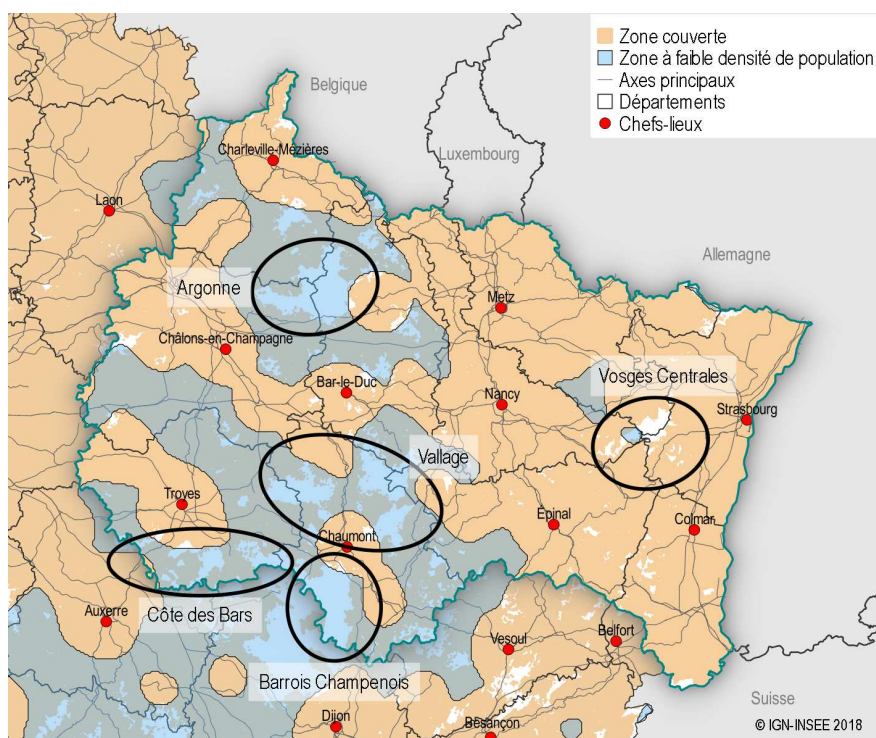 Zone couverte
Zone à faible densité de population
Axes principaux
Départements
Chefs-lieux
Belgique
Luxembourg
Charleville-Mézières
Laon
Allemagne
Argonne
Metz
Châlons-en-Champagne
Bar-le-Duc
Vosges Centrales
Nancy
Strasbourg
Vallage
Troyes
Épinal
Colmar
Chaumont
Côte des Bars
Auxerre
Vesoul
Belfort
Barrois Champenois
Suisse
Dijon
Besançon
© IGN-INSEE 2018